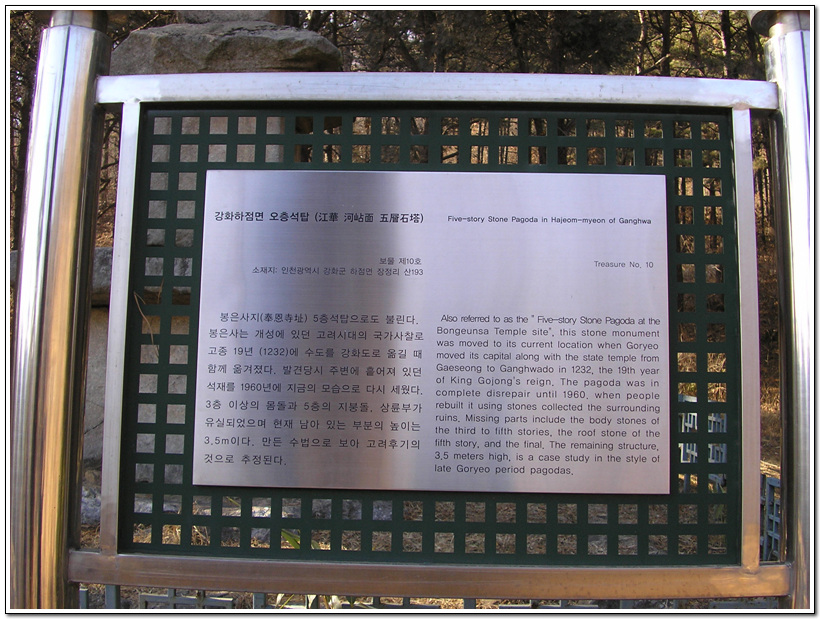 강화하점면 오층석탑 (江華 河岾面 五層石塔)
보물 제10호
소재지: 인천광역시 강화군 하점면 장정리 산193
봉은사지(奉恩寺址) 5층석탑으로도 불린다.
봉은사는 개성에 있던 고려시대의 국가사찰로
고종 19년 (1232)에 수도를 강화도로 옮길 때
함께 옮겨졌다. 발견당시 주변에 흩어져 있던
석재를 1960년에 지금의 모습으로 다시 세웠다.
3층 이상의 몸돌과 5층의 지붕돌, 상륜부가
유실되었으며 현재 남아 있는 부분의 높이는
3.5m이다. 만든 수법으로 보아 고려후기의
것으로 추정된다.
Five-story Stone Pagoda in Hajeom-myeon of Ganghwa
Treasure No. 10
Also referred to as the " Five-story Stone Pagoda at the
Bongeunsa Temple site", this stone monument
was moved to its current location when Goryeo
moved its capital along with the state temple from
Gaeseong to Ganghwado in 1232, the 19th year
of King Gojong's reign. The pagoda was in
complete disrepair until 1960, when people
rebuilt it using stones collected the surrounding
ruins. Missing parts include the body stones of
the third to fifth stories, the roof stone of the
fifth story, and the final. The remaining structure,
3.5 meters high, is a case study in the style of
late Goryeo period pagodas.